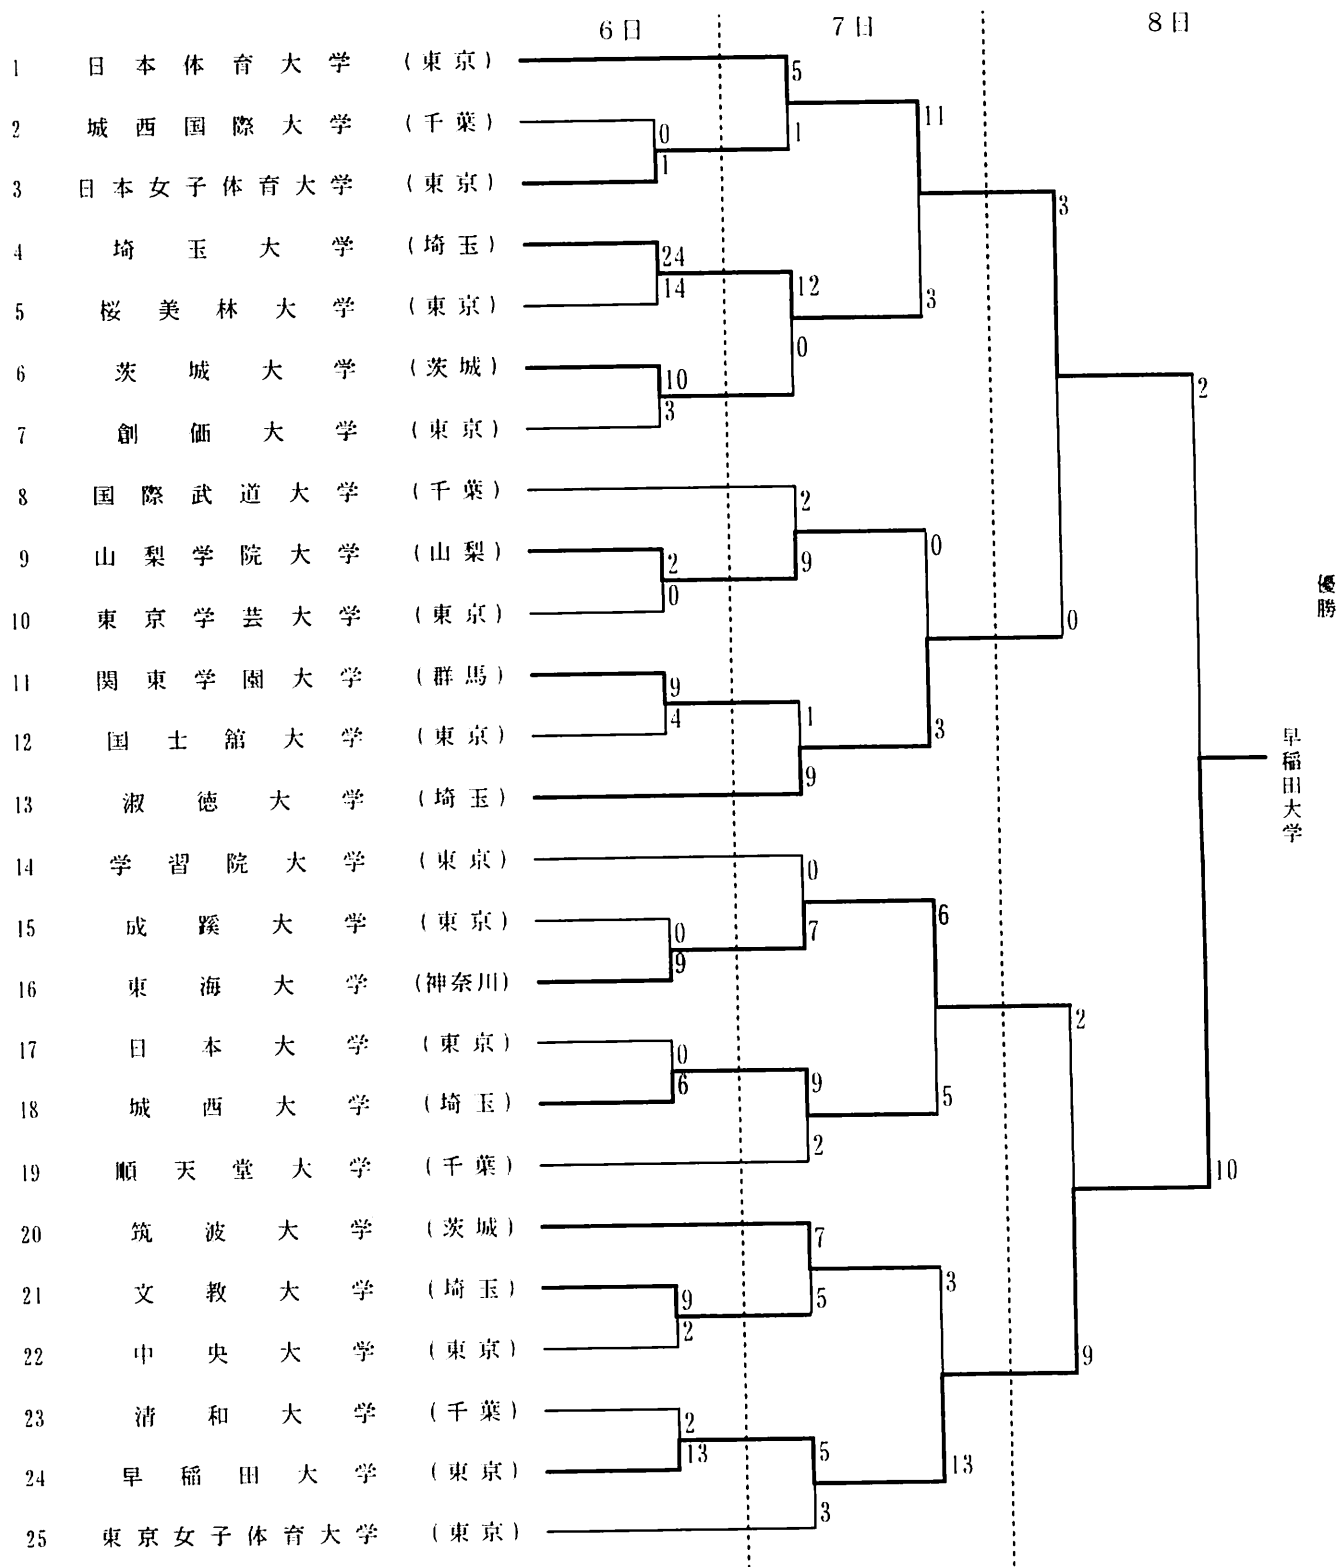 6日 7日 8日
1 日本体育大学 (東京)
5
11
2 城西国際大学 (千葉)
0
1
1
3 日本女子体育大学 (東京)
3
4 埼玉大学 (埼玉)
24
14
12
3
5 桜美林大学 (東京)
0
6 茨城大学 (茨城)
10
3
2
7 創価大学 (東京)
8 国際武道大学 (千葉)
2
0
9 山梨学院大学 (山梨)
2
9
0
10 東京学芸大学 (東京)
0
優勝
11 関東学園大学 (群馬)
9
4
1
3
12 国士舘大学 (東京)
9
早稲田大学
13 淑徳大学 (埼玉)
14 学習院大学 (東京)
0
6
15 成蹊大学 (東京)
0
7
9
16 東海大学 (神奈川)
2
17 日本大学 (東京)
0
6
9
5
18 城西大学 (埼玉)
2
19 順天堂大学 (千葉)
10
20 筑波大学 (茨城)
7
3
21 文教大学 (埼玉)
9
5
2
22 中央大学 (東京)
9
23 清和大学 (千葉)
2
13
5
13
24 早稲田大学 (東京)
3
25 東京女子体育大学 (東京)